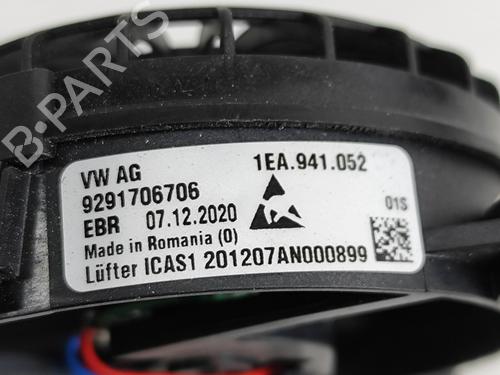 B-PARTS
VW AG 1EA.941.052
9291706706
EBR 07.12.2020 01S
Made in Romania (0)
Lüfter ICAS1 201207AN000899